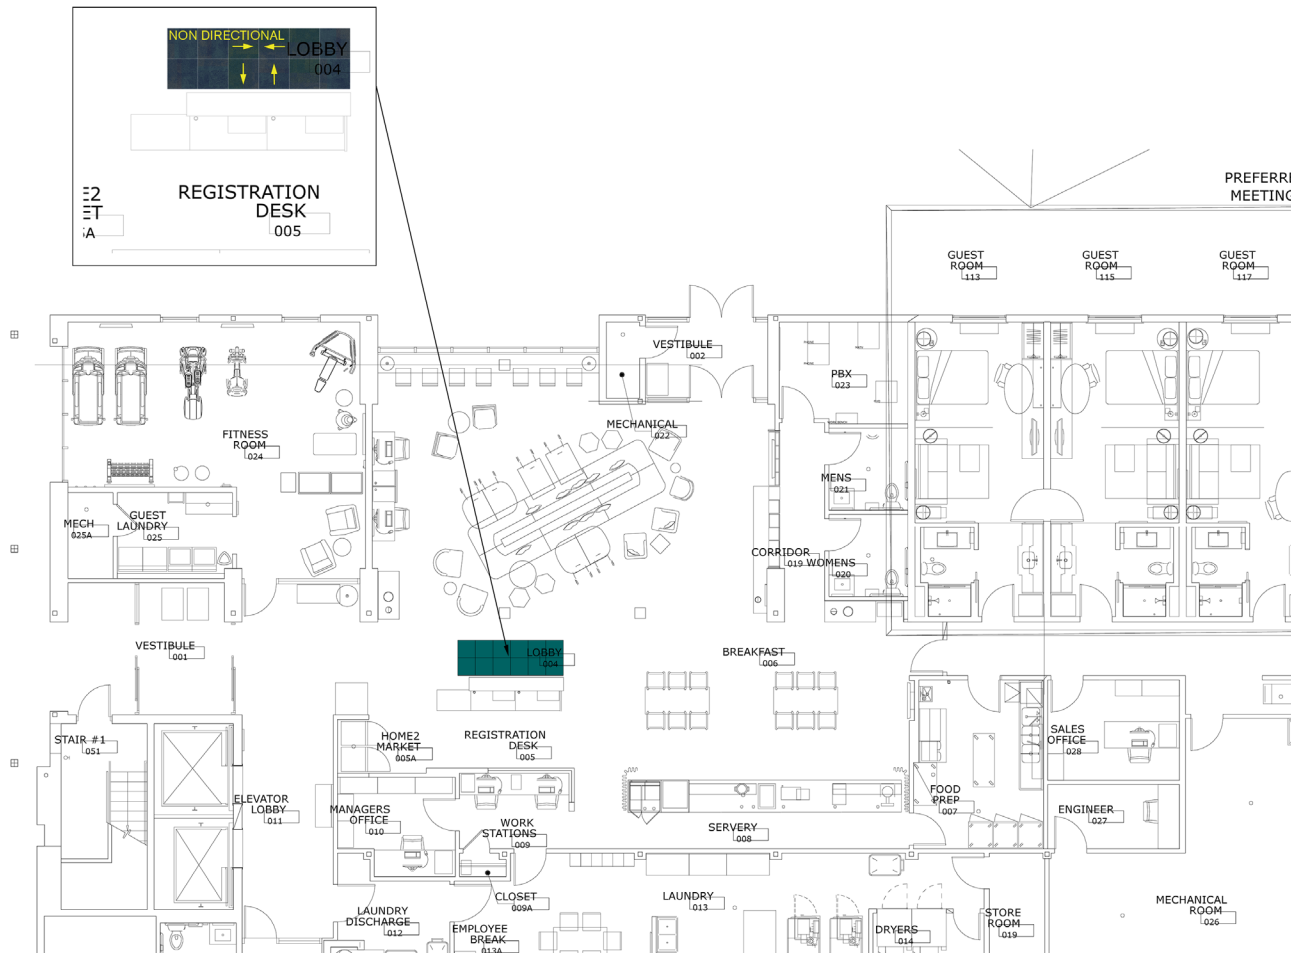 NON DIRECTIONAL
LOBBY
004
REGISTRATION
DESK
005
E2
ET
A
PREFERRE
MEETING
GUEST
ROOM
113
GUEST
ROOM
115
GUEST
ROOM
117
VESTIBULE
002
PBX
023
MECHANICAL
022
FITNESS
ROOM
024
MENS
021
MECH
025A
GUEST
LAUNDRY
025
CORRIDOR
019
WOMENS
020
VESTIBULE
001
LOBBY
004
BREAKFAST
006
STAIR #1
051
HOME2
MARKET
005A
REGISTRATION
DESK
005
SALES
OFFICE
028
ELEVATOR
LOBBY
011
MANAGERS
OFFICE
010
WORK
STATIONS
009
SERVERY
008
FOOD
PREP
007
ENGINEER
027
CLOSET
009A
LAUNDRY
013
LAUNDRY
DISCHARGE
012
EMPLOYEE
BREAK
013A
DRYERS
014
STORE
ROOM
019
MECHANICAL
ROOM
026